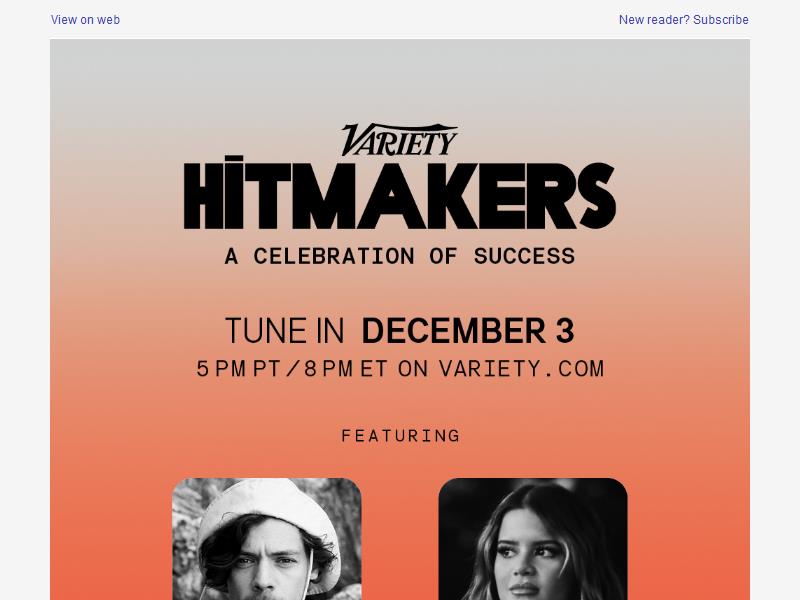 View on web
New reader? Subscribe
VARIETY
HITMAKERS
A CELEBRATION OF SUCCESS
TUNE IN DECEMBER 3
5 PM PT / 8 PM ET ON VARIETY.COM
FEATURING